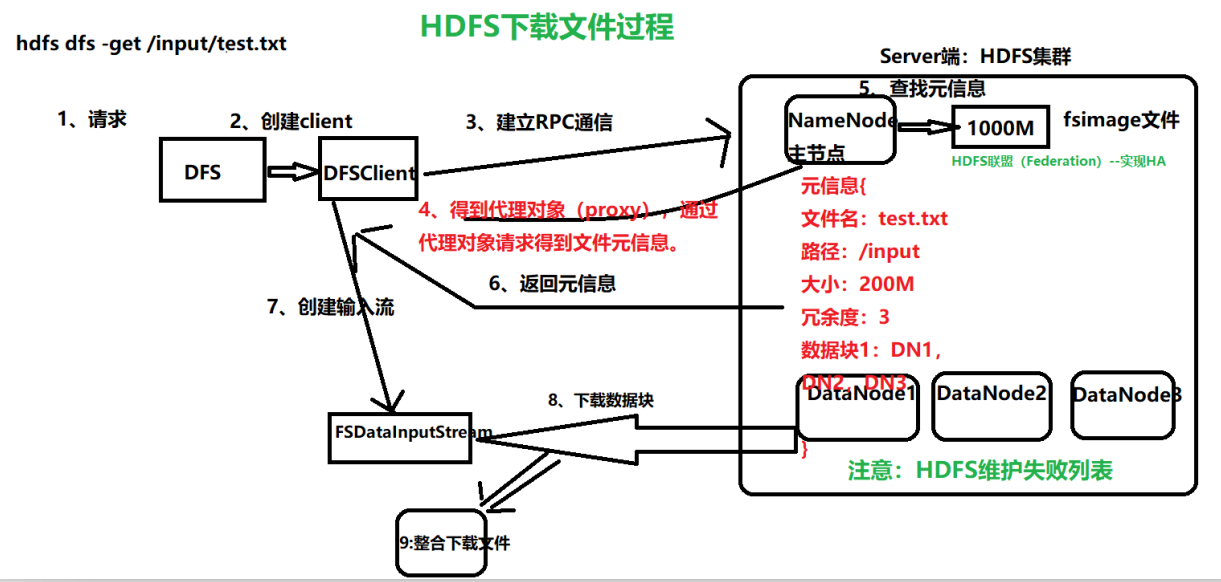 HDFS下载文件过程
hdfs dfs -get /input/test.txt
Server端：HDFS集群
1、请求
2、创建client
3、建立RPC通信
5、查找元信息
DFS
DFSClient
NameNode
主节点
1000M
fsimage文件
HDFS联盟（Federation）--实现HA
4、得到代理对象（proxy），通过
代理对象请求得到文件元信息。
元信息{
文件名：test.txt
路径：/input
大小：200M
冗余度：3
数据块1：DN1，
DN2，DN3
}
6、返回元信息
7、创建输入流
8、下载数据块
FSDataInputStream
DataNode1
DataNode2
DataNode3
注意：HDFS维护失败列表
9:整合下载文件